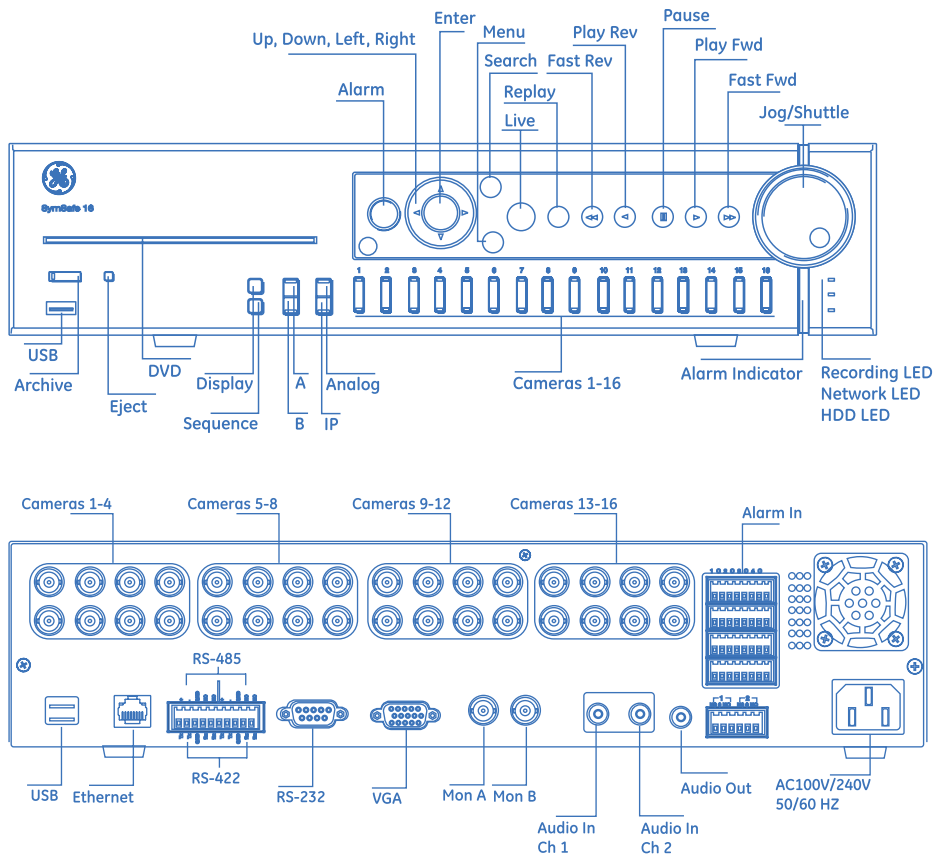 Enter
Pause
Menu
Play Rev
Up, Down, Left, Right
Play Fwd
Search
Fast Rev
Alarm
Replay
Fast Fwd
Live
Jog/Shuttle
SymSafe 16
1 2 3 4 5 6 7 8 9 10 11 12 13 14 15 16
USB
Archive
DVD
Display
A
Analog
Cameras 1-16
Alarm Indicator
Recording LED
Network LED
HDD LED
Eject
Sequence
B
IP
Cameras 1-4
Cameras 5-8
Cameras 9-12
Cameras 13-16
Alarm In
RS-485
1
2
RS-422
USB
Ethernet
RS-232
VGA
Mon A
Mon B
Audio Out
AC100V/240V
50/60 HZ
Audio In
Ch 1
Audio In
Ch 2